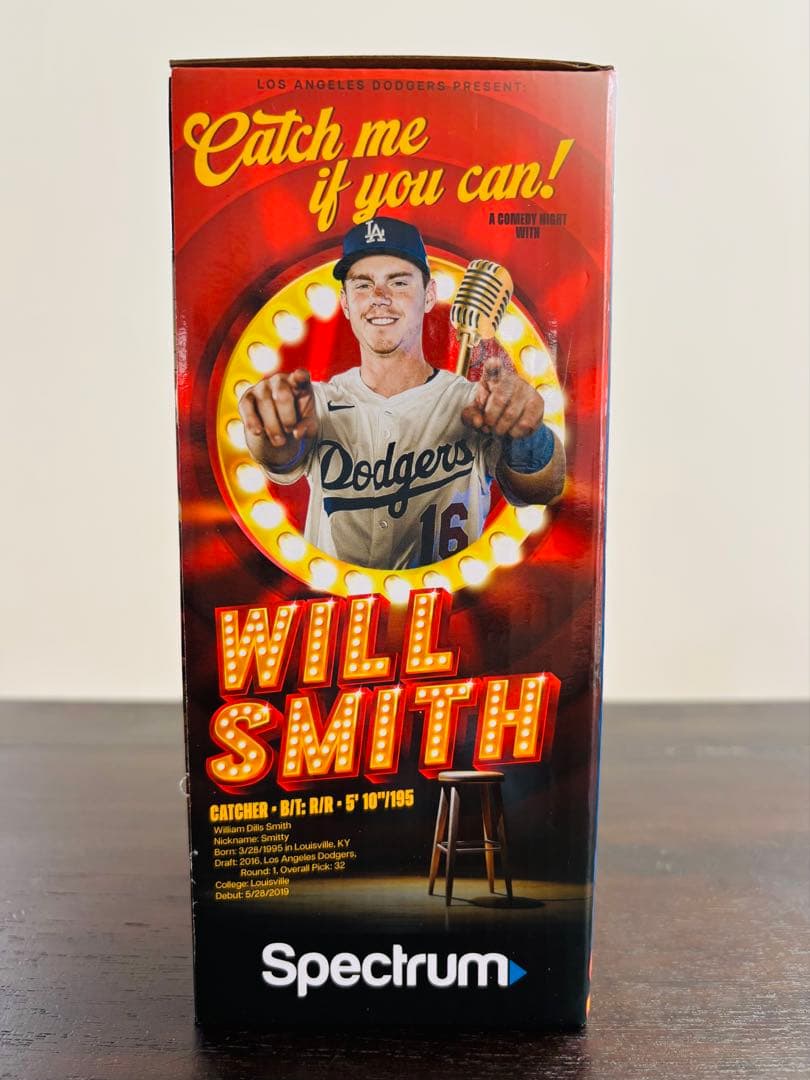 LOS ANGELES DODGERS PRESENT:
Catch me
if you can!
A COMEDY NIGHT
WITH
LA
Dodgers
16
WILL
SMITH
CATCHER • B/T: R/R • 5' 10"/195
William Dills Smith
Nickname: Smitty
Born: 3/28/1995 in Louisville, KY
Draft: 2016, Los Angeles Dodgers,
Round: 1, Overall Pick: 32
College: Louisville
Debut: 5/28/2019
Spectrum